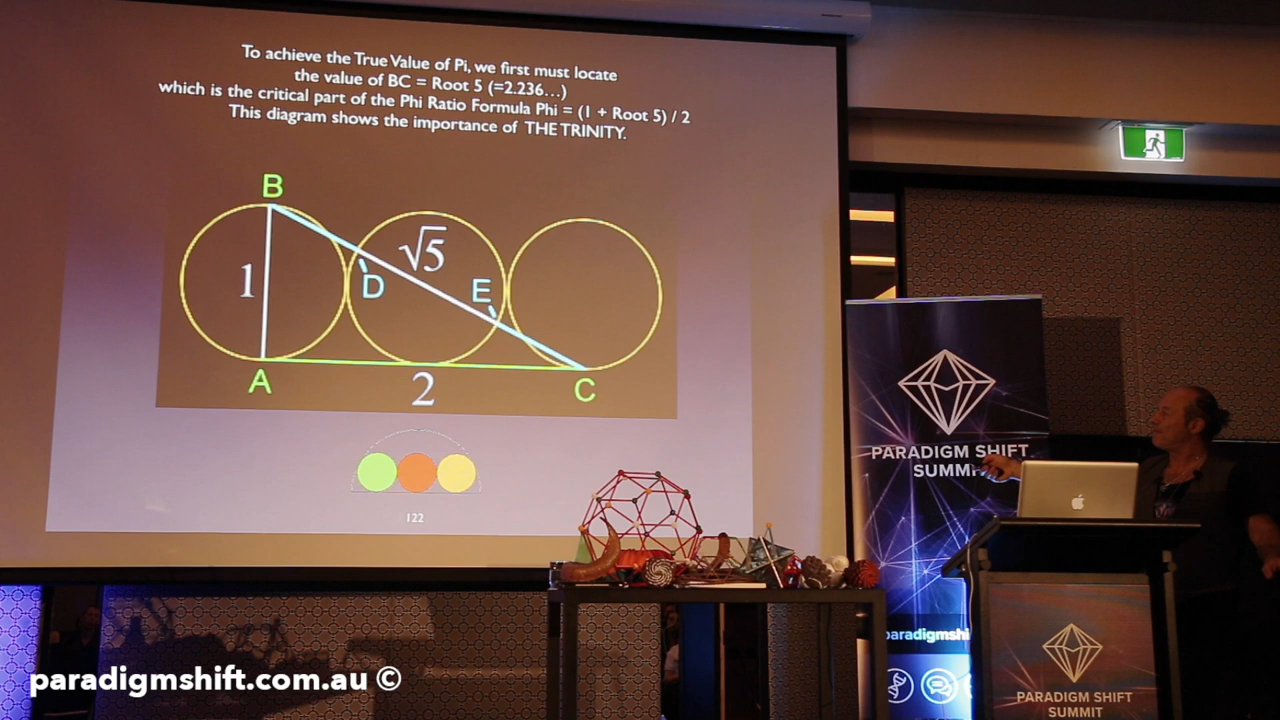 To achieve the True Value of Pi, we first must locate
the value of BC = Root 5 (=2.236...)
which is the critical part of the Phi Ratio Formula Phi = (1 + Root 5) / 2
This diagram shows the importance of THE TRINITY.
B
1
√5
D
E
A
2
C
122
PARADIGM SHIFT
SUMMIT
paradigmshi
PARADIGM SHIFT
SUMMIT
paradigmshift.com.au ©